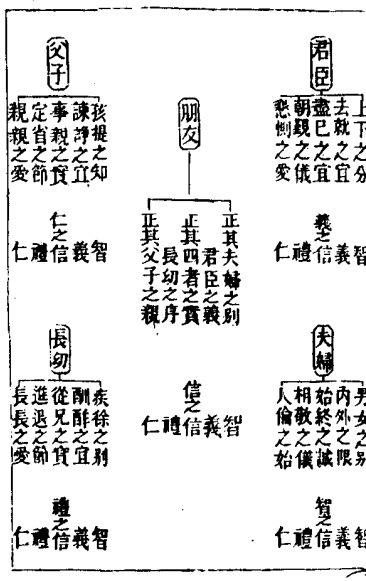 君臣
上下之分
去就之宜
盡己之宜
朝覲之儀
惻之愛
智
義
義之信
禮
仁
夫婦
男女之別
內外之限
始終之誠
相敬之儀
人倫之始
智
義
智之信
禮
仁
朋友
正其夫婦之別
君臣之義
正其四者之實
長幼之序
正其父子之親
智
義
信之信
禮
仁
父子
孩提之知
諫諍之宜
事親之實
定省之節
親親之愛
智
義
仁之信
禮
仁
長幼
疾徐之別
酬酢之宜
從兄之實
進退之節
長長之愛
智
義
禮之信
禮
仁